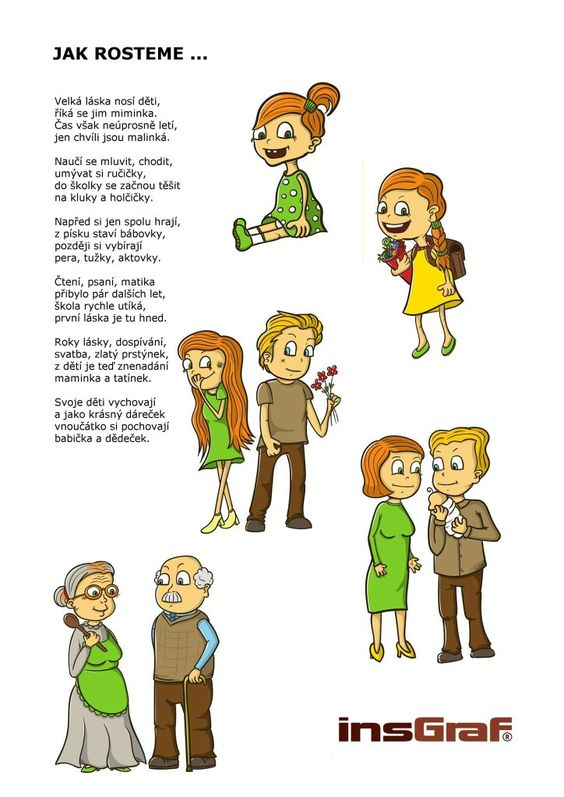 JAK ROSTEME ...
Velká láska nosí děti,
říká se jim miminka.
Čas však neúprosně letí,
jen chvíli jsou malinká.
Naučí se mluvit, chodit,
umývat si ručičky,
do školky se začnou těšit
na kluky a holčičky.
Napřed si jen spolu hrají,
z písku staví bábovky,
později si vybírají
pera, tužky, aktovky.
Čtení, psaní, matika
přibylo pár dalších let,
škola rychle utíká,
první láska je tu hned.
Roky lásky, dospívání,
svatba, zlatý prstýnek,
z dětí je teď znenadání
maminka a tatínek.
Svoje děti vychovají
a jako krásný dáreček
vnoučátko si pochovají
babička a dědeček.
insGraf®